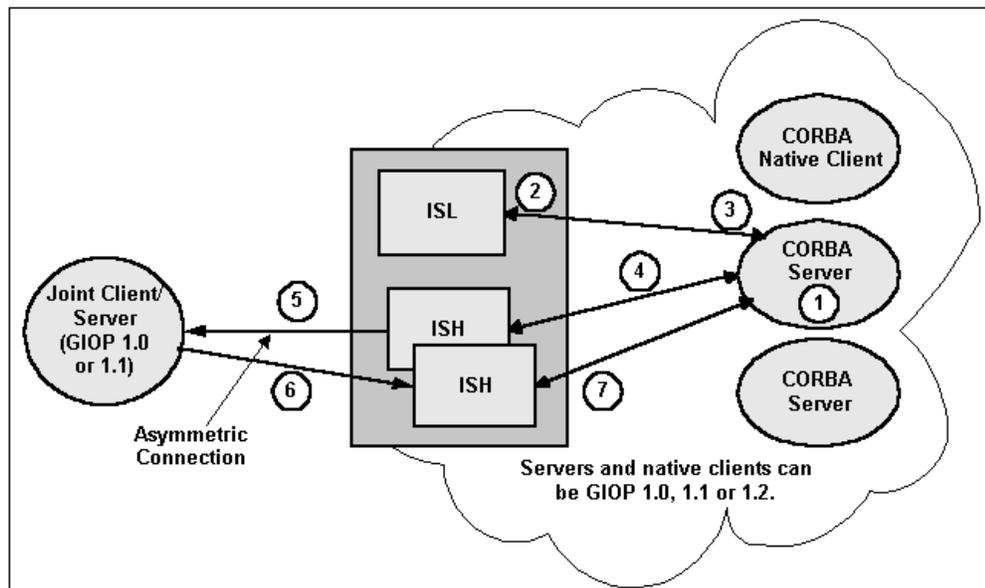 CORBA
Native Client
ISL
2
3
CORBA
Server
4
1
Joint Client/
Server
(GIOP 1.0
or 1.1)
5
ISH
6
ISH
7
CORBA
Server
Asymmetric
Connection
Servers and native clients can
be GIOP 1.0, 1.1 or 1.2.